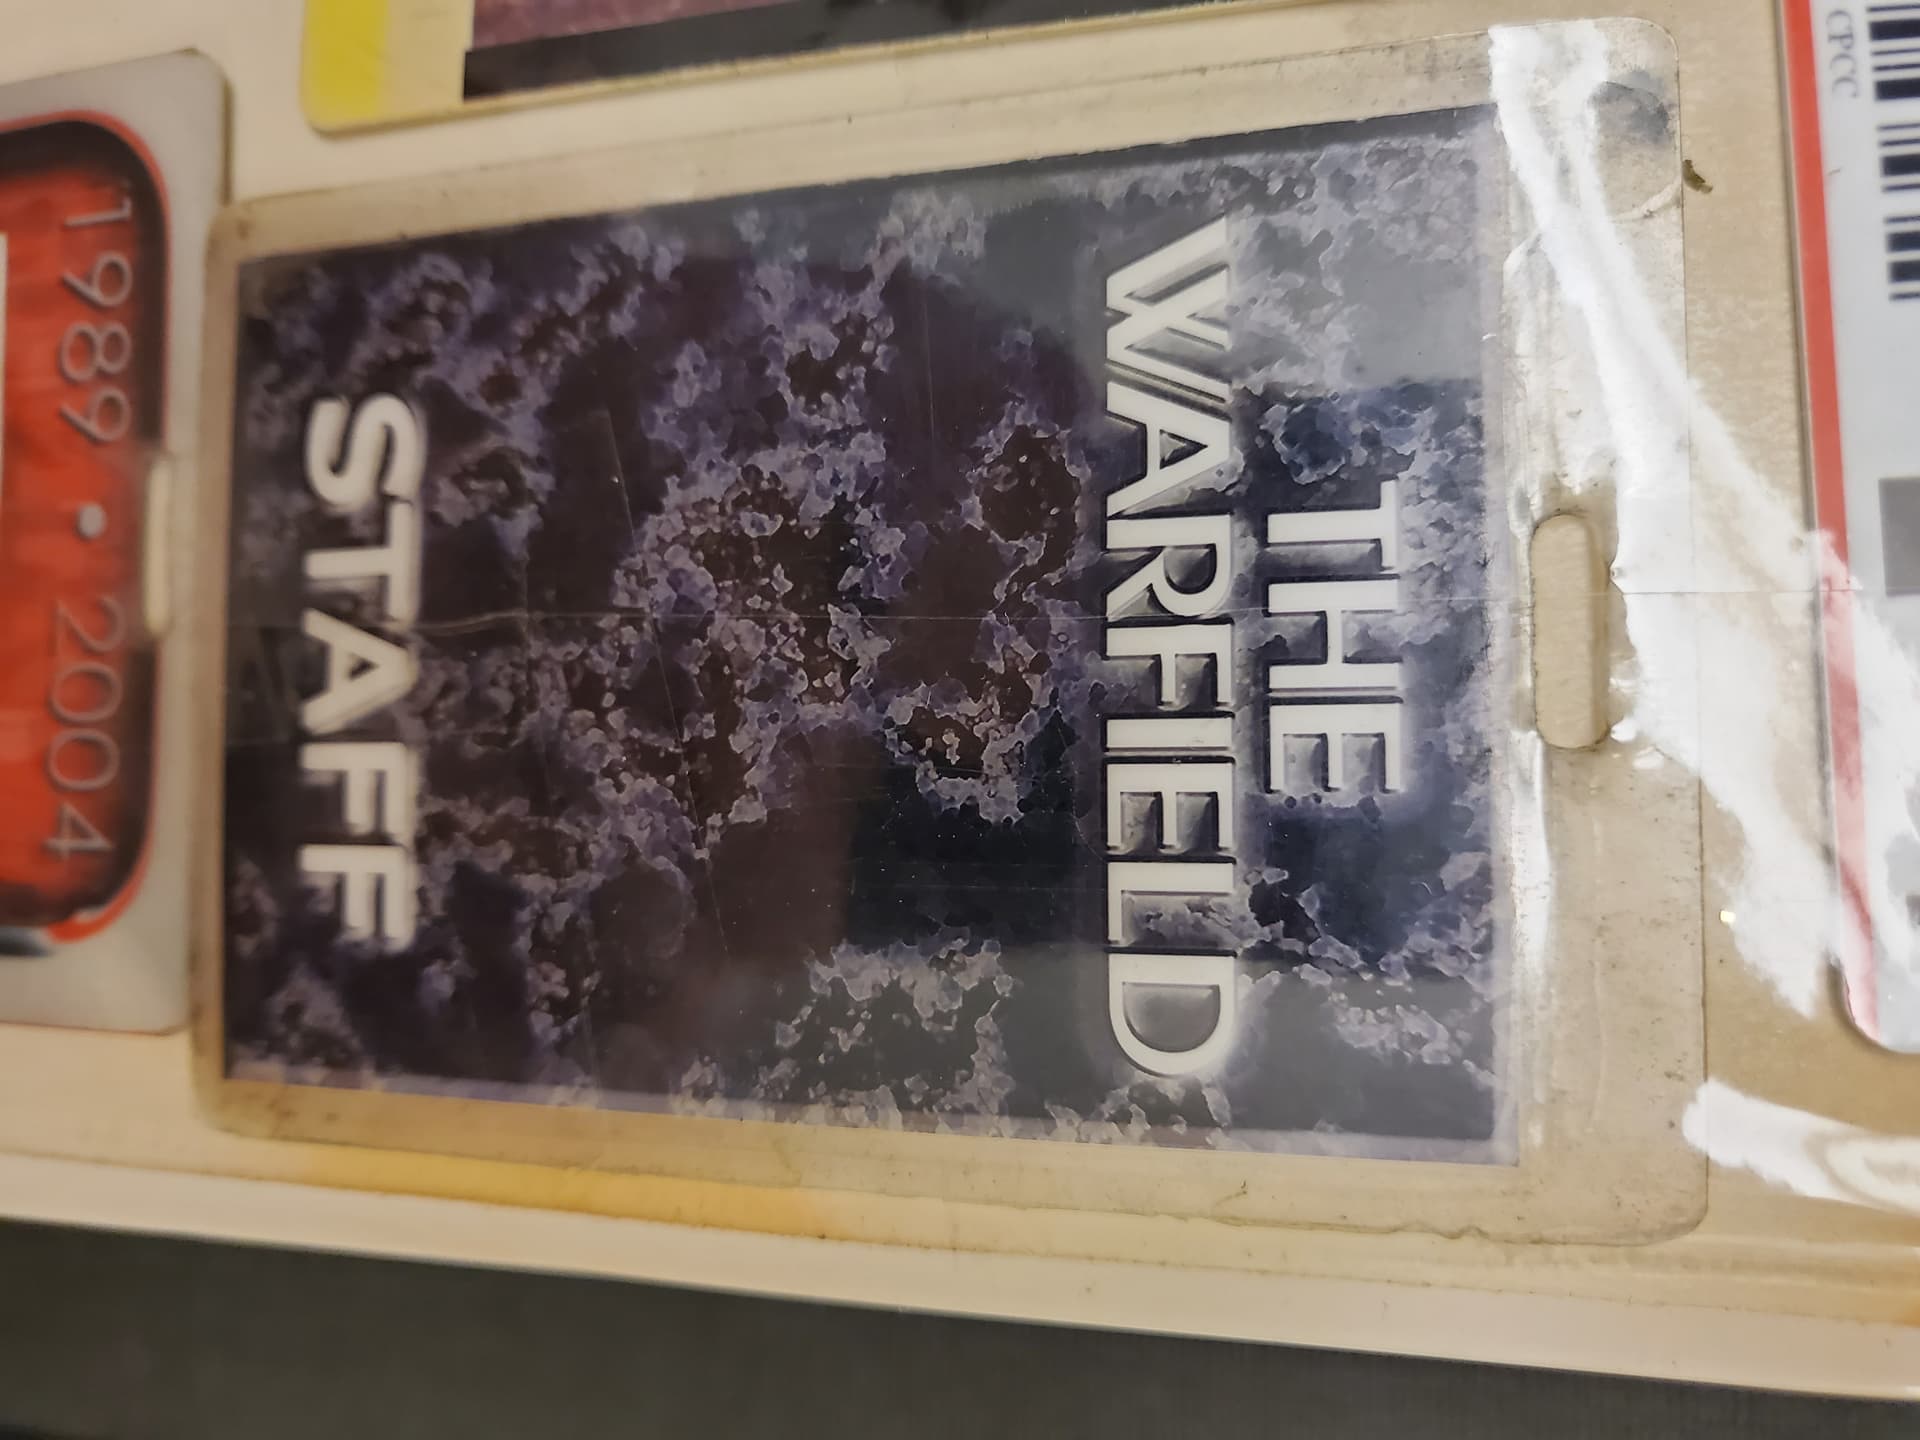 THE
WARFIELD
STAFF
1989 • 2004
CPCC